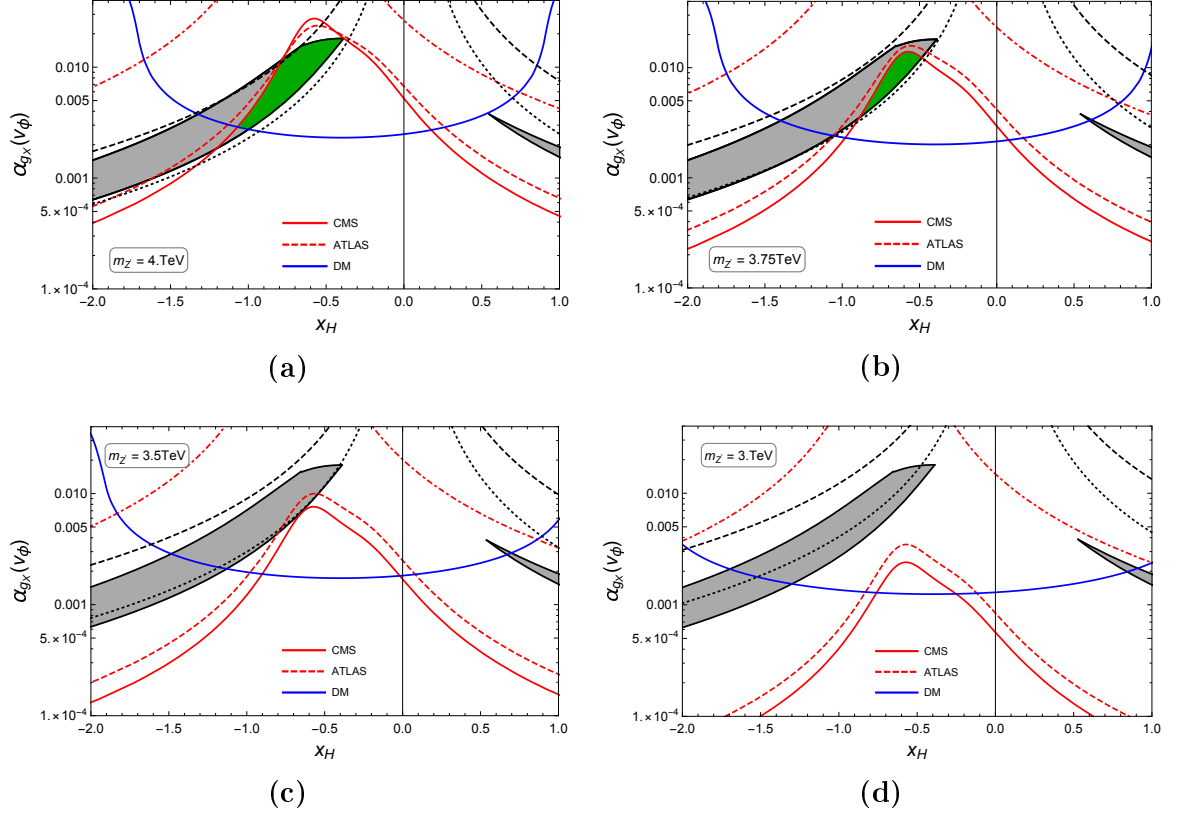 α_{g_X}(v_ϕ)
0.010
0.005
0.001
5.×10⁻⁴
1.×10⁻⁴
CMS
ATLAS
DM
m_{Z'} = 4.TeV
-2.0 -1.5 -1.0 -0.5 0.0 0.5 1.0
x_H
(a)
α_{g_X}(v_ϕ)
0.010
0.005
0.001
5.×10⁻⁴
1.×10⁻⁴
CMS
ATLAS
DM
m_{Z'} = 3.75TeV
-2.0 -1.5 -1.0 -0.5 0.0 0.5 1.0
x_H
(b)
α_{g_X}(v_ϕ)
m_{Z'} = 3.5TeV
0.010
0.005
0.001
5.×10⁻⁴
1.×10⁻⁴
CMS
ATLAS
DM
-2.0 -1.5 -1.0 -0.5 0.0 0.5 1.0
x_H
(c)
α_{g_X}(v_ϕ)
m_{Z'} = 3.TeV
0.010
0.005
0.001
5.×10⁻⁴
1.×10⁻⁴
CMS
ATLAS
DM
-2.0 -1.5 -1.0 -0.5 0.0 0.5 1.0
x_H
(d)